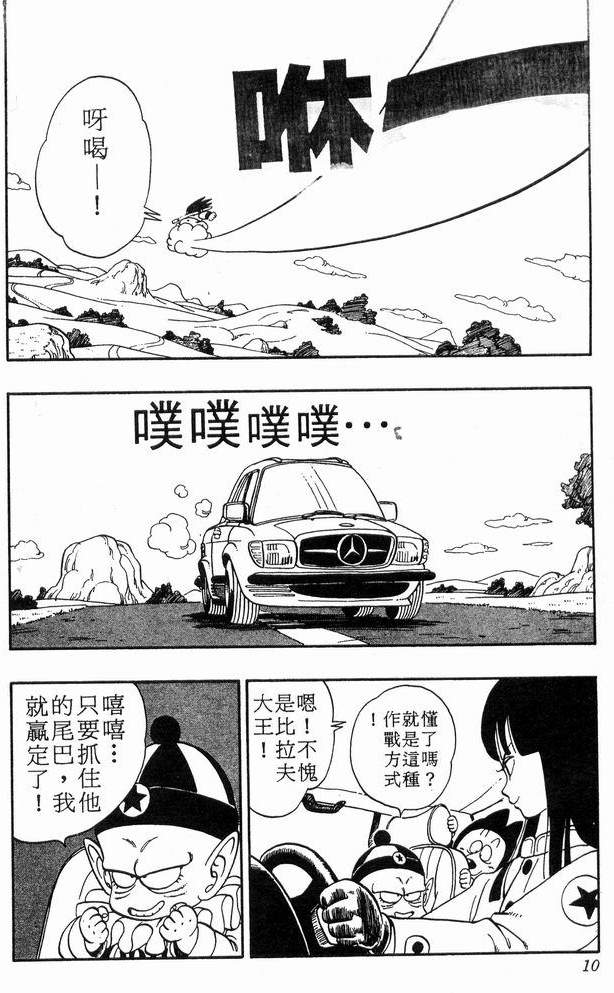 咻
呀喝—！
噗噗噗噗…
懂了嗎？
就是這種
作戰方式
！
嗯！不愧
是比拉夫
大王！
嘻嘻…
只要抓住他
的尾巴，我
就贏定了！
10